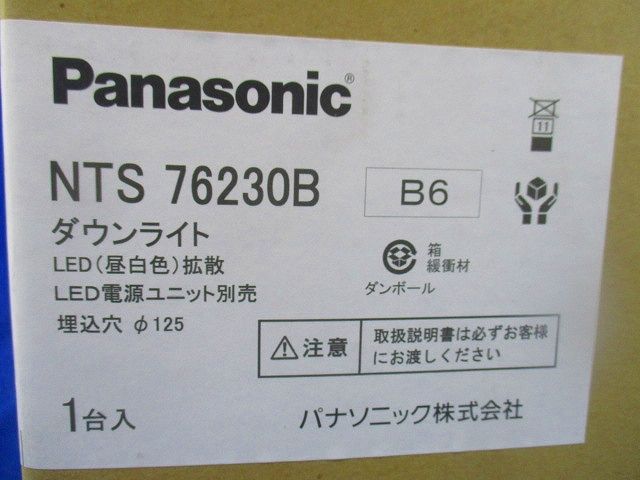 Panasonic®
NTS 76230B
B6
11
ダウンライト
LED（昼白色）拡散
LED電源ユニット別売
埋込穴 φ125
箱
緩衝材
ダンボール
注意
取扱説明書は必ずお客様
にお渡しください
1台入
パナソニック株式会社